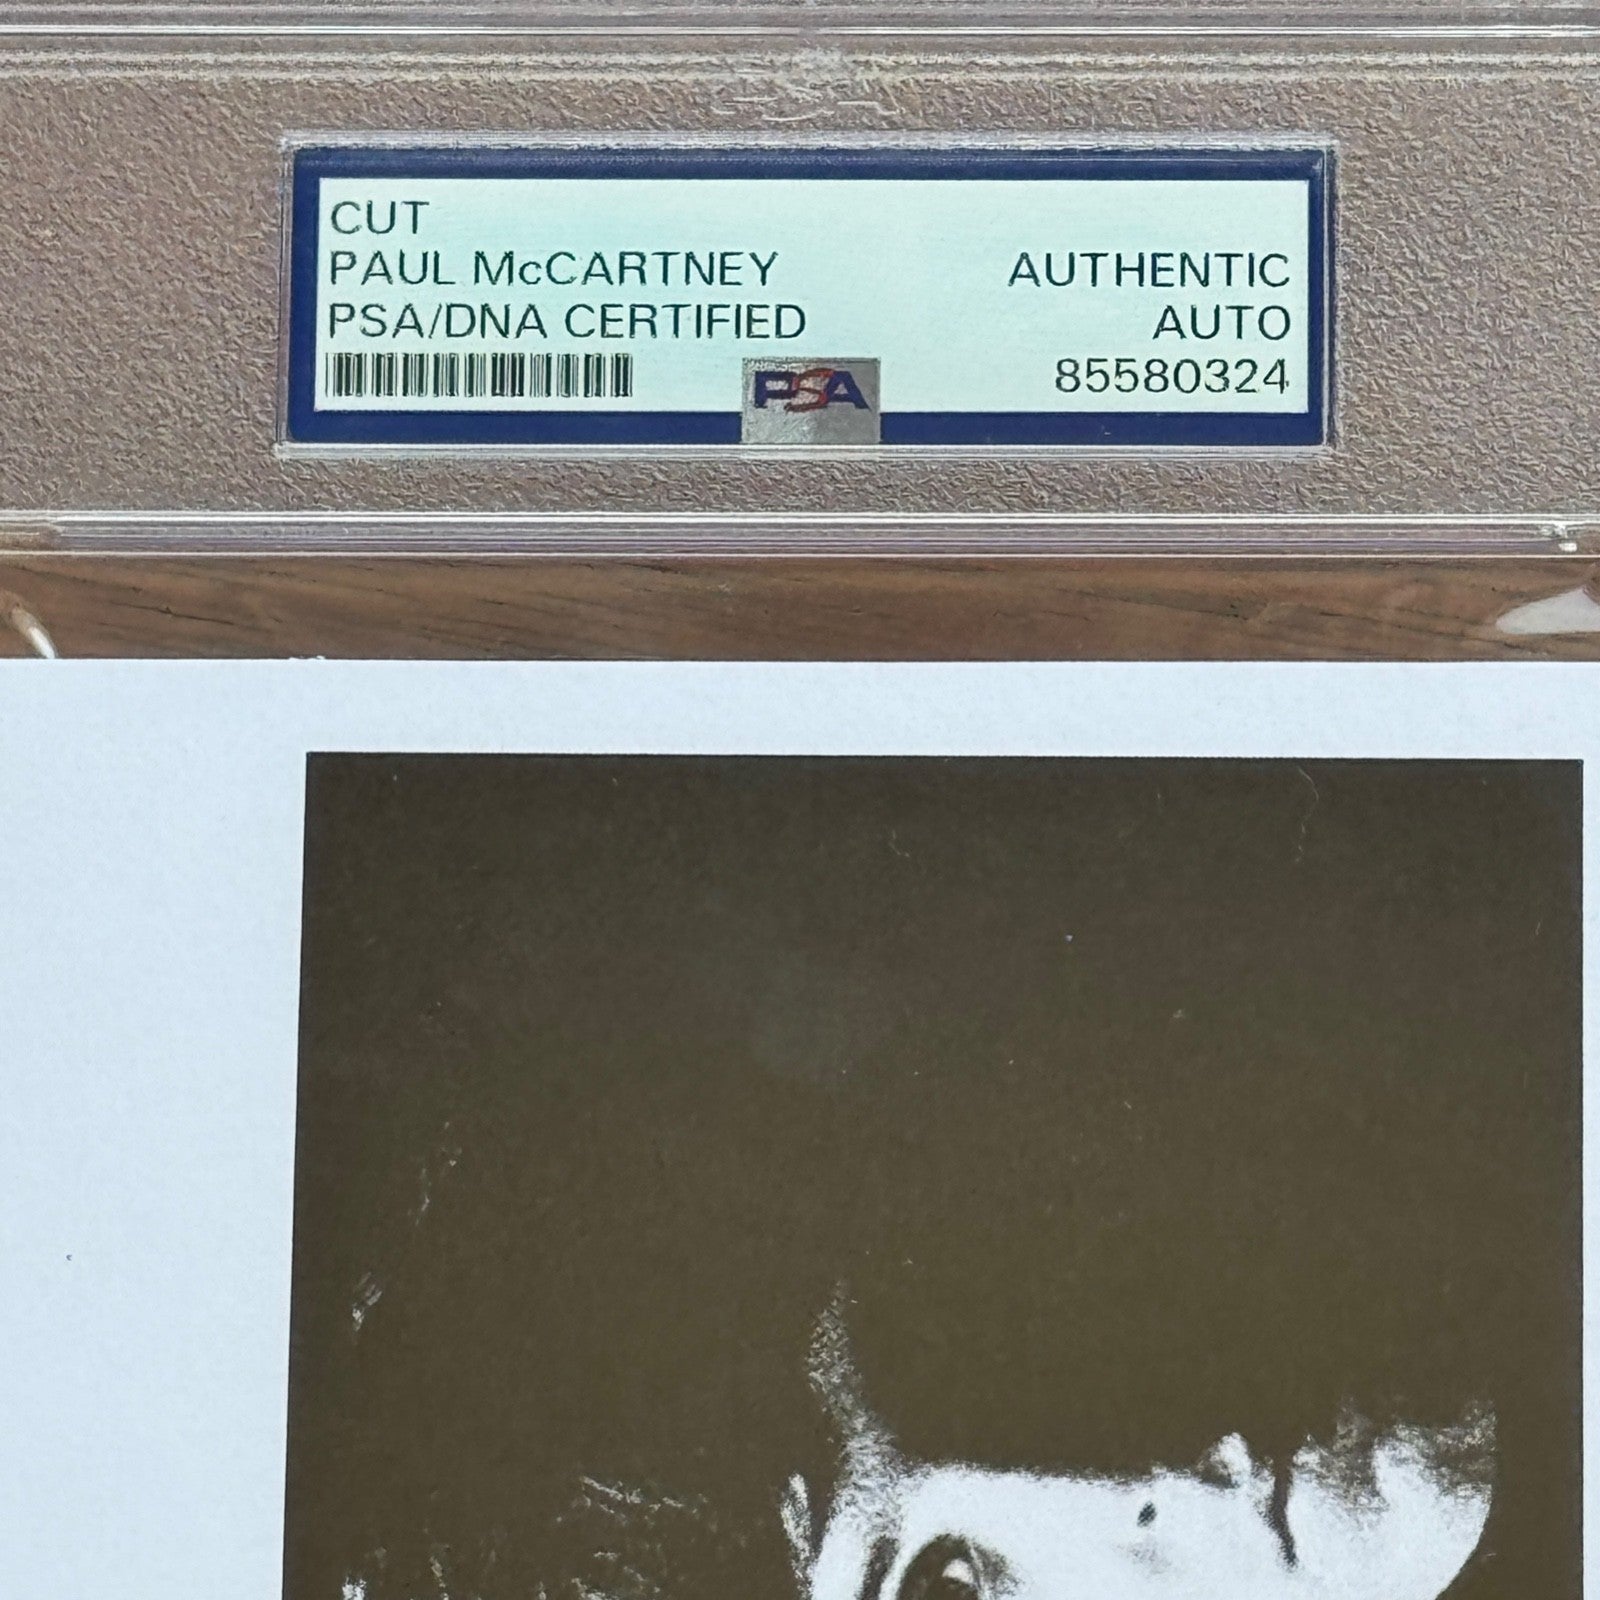 CUT
PAUL McCARTNEY
PSA/DNA CERTIFIED
AUTHENTIC
AUTO
85580324
PSA